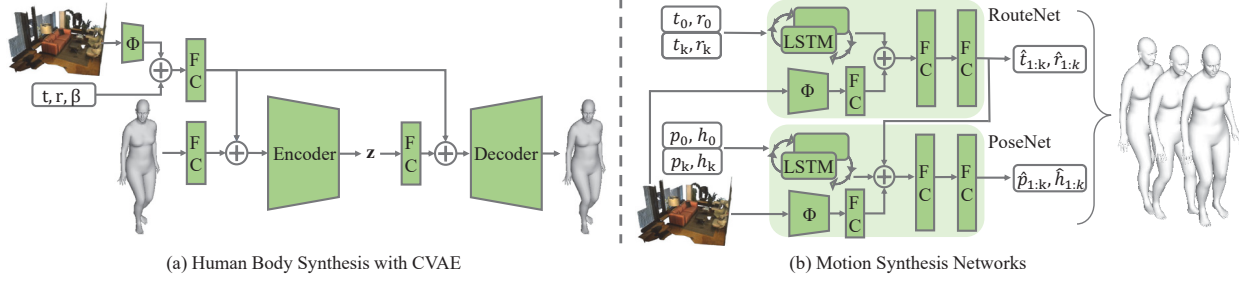 Φ
F
C
t, r, β
F
C
Encoder
z
F
C
Decoder
(a) Human Body Synthesis with CVAE
t₀, r₀
tₖ, rₖ
LSTM
Φ
F
C
F
C
F
C
RouteNet
t̂₁:ₖ, r̂₁:ₖ
p₀, h₀
pₖ, hₖ
LSTM
Φ
F
C
F
C
F
C
PoseNet
p̂₁:ₖ, ĥ₁:ₖ
(b) Motion Synthesis Networks